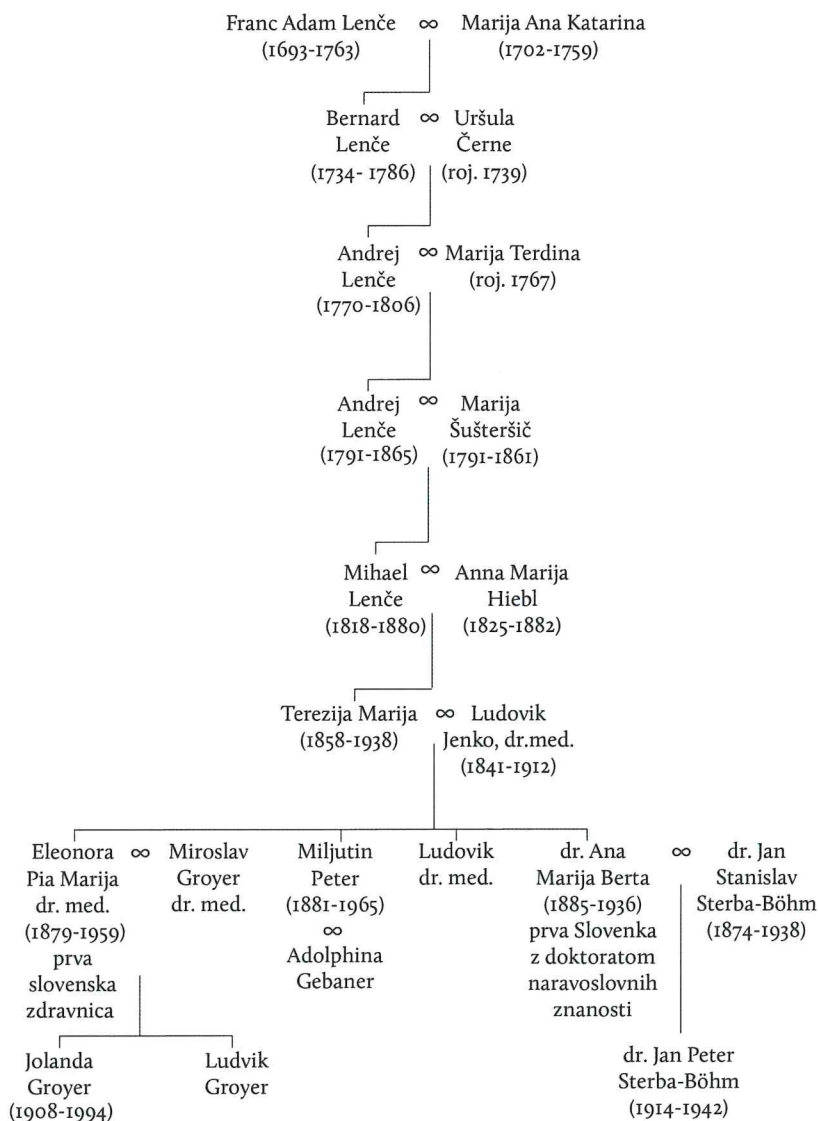 Franc Adam Lenče ∞ Marija Ana Katarina
(1693-1763) (1702-1759)
Bernard ∞ Uršula
Lenče Černe
(1734- 1786) (roj. 1739)
Andrej ∞ Marija Terdina
Lenče (roj. 1767)
(1770-1806)
Andrej ∞ Marija
Lenče Šušteršič
(1791-1865) (1791-1861)
Mihael ∞ Anna Marija
Lenče Hiebl
(1818-1880) (1825-1882)
Terezija Marija ∞ Ludovik
(1858-1938) Jenko, dr.med.
(1841-1912)
Eleonora ∞ Miroslav
Pia Marija Groyer
dr. med. dr. med.
(1879-1959)
prva
slovenska
zdravnica
Miljutin
Peter
(1881-1965)
∞
Adolphina
Gebaner
Ludovik
dr. med.
dr. Ana ∞ dr. Jan
Marija Berta Stanislav
(1885-1936) Sterba-Böhm
prva Slovenka (1874-1938)
z doktoratom
naravoslovnih
znanosti
Jolanda
Groyer
(1908-1994)
Ludvik
Groyer
dr. Jan Peter
Sterba-Böhm
(1914-1942)